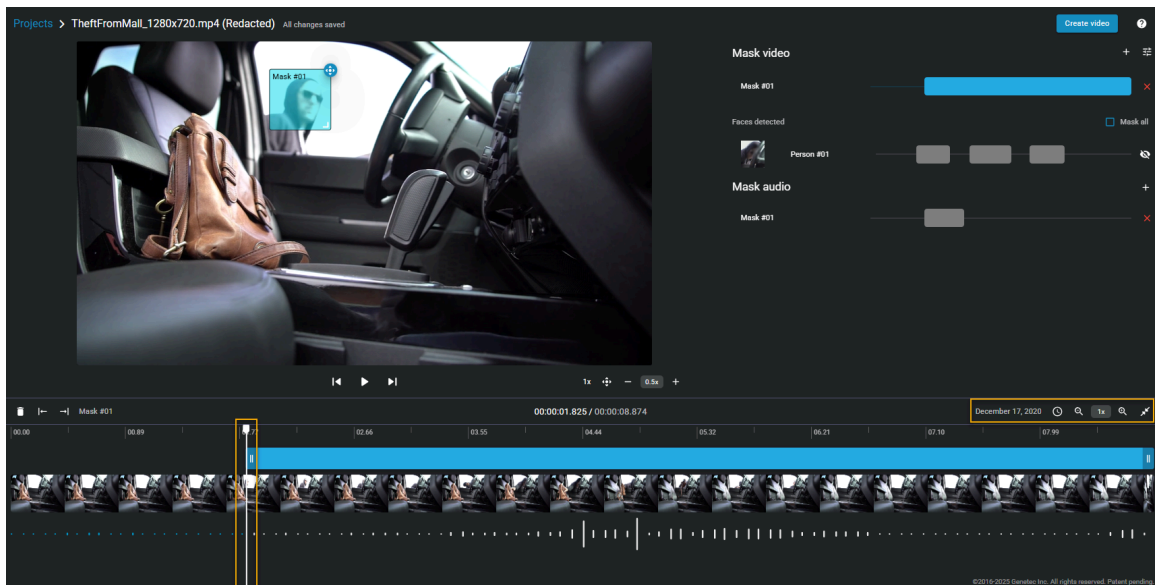 Projects > TheftFromMall_1280x720.mp4 (Redacted) All changes saved
Create video
?
Mask #01
Mask video
Mask #01
Faces detected
Mask all
Person #01
Mask audio
Mask #01
1x
0.5x
Mask #01
00:00:01.825 / 00:00:08.874
December 17, 2020
1x
00.00 00.89 02.66 03.55 04.44 05.32 06.21 07.10 07.99
©2016-2025 Genetec Inc. All rights reserved. Patent pending.